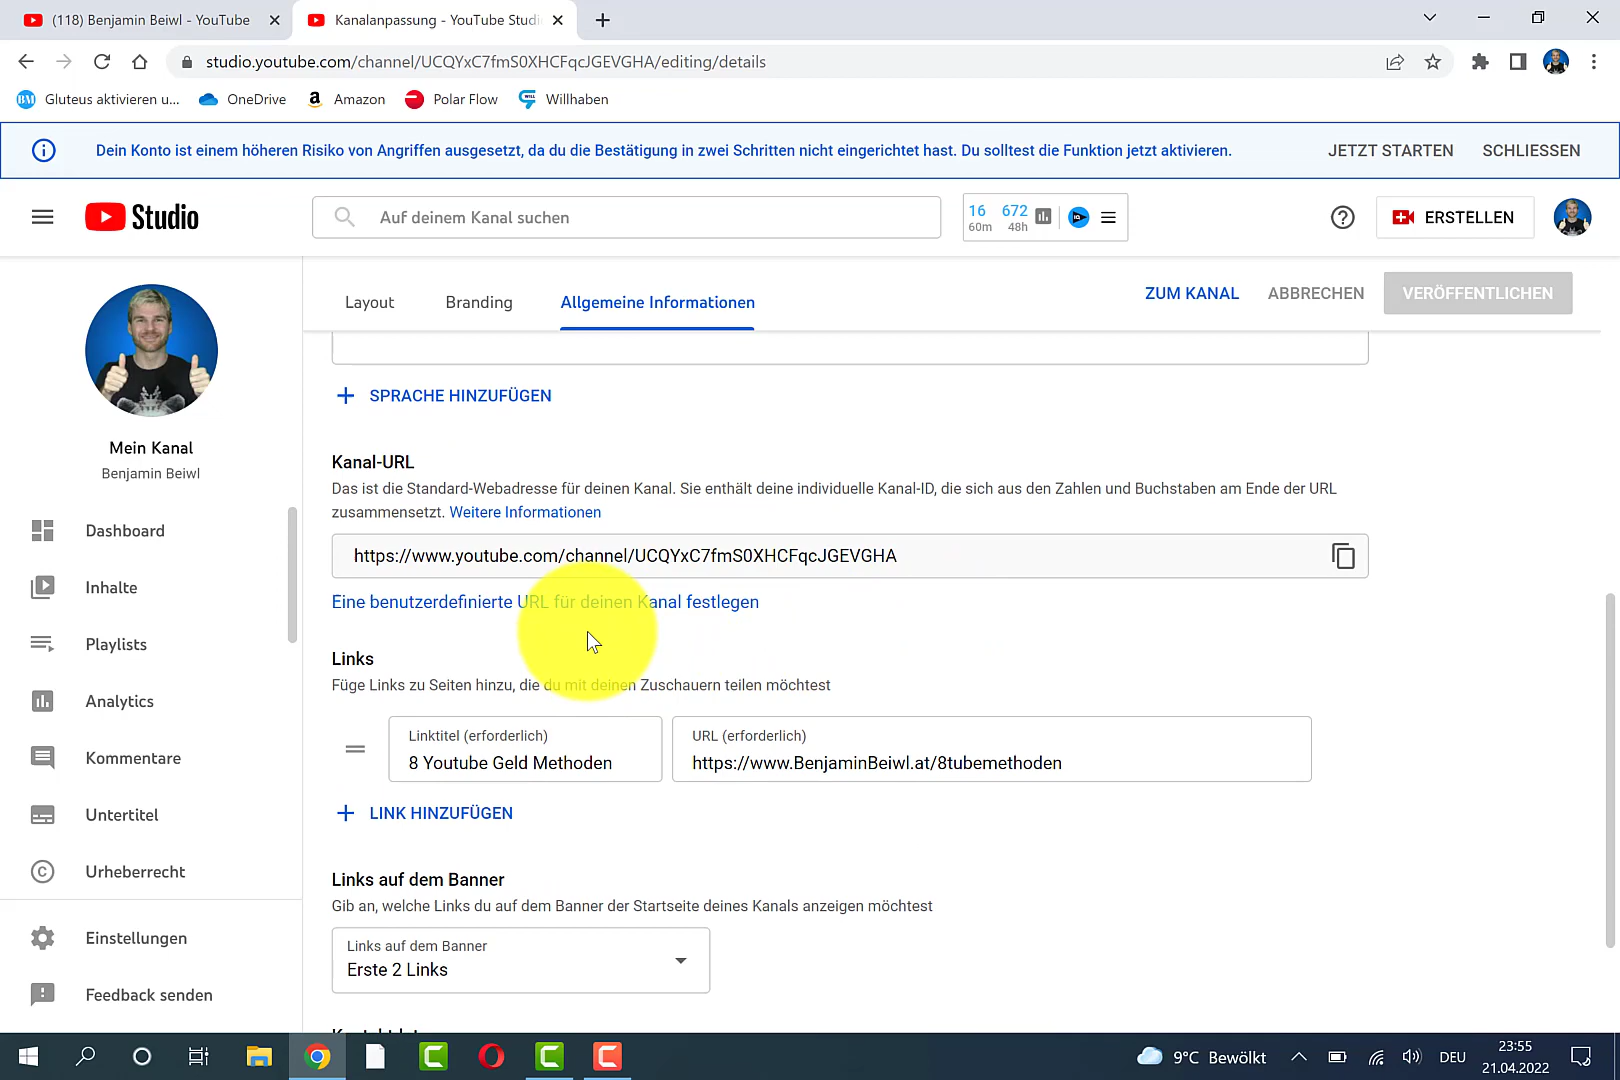 (118) Benjamin Beiwl - YouTube
Kanalanpassung - YouTube Studi
studio.youtube.com/channel/UCQYxC7fmS0XHCFqcJGEVGHA/editing/details
BM Gluteus aktivieren u... OneDrive a Amazon Polar Flow WILL Willhaben
Dein Konto ist einem höheren Risiko von Angriffen ausgesetzt, da du die Bestätigung in zwei Schritten nicht eingerichtet hast. Du solltest die Funktion jetzt aktivieren. JETZT STARTEN SCHLIESSEN
Studio
Auf deinem Kanal suchen
16 672
60m 48h
ERSTELLEN
Layout Branding Allgemeine Informationen
ZUM KANAL ABBRECHEN VERÖFFENTLICHEN
Mein Kanal
Benjamin Beiwl
Dashboard
Inhalte
Playlists
Analytics
Kommentare
Untertitel
Urheberrecht
Einstellungen
Feedback senden
SPRACHE HINZUFÜGEN
Kanal-URL
Das ist die Standard-Webadresse für deinen Kanal. Sie enthält deine individuelle Kanal-ID, die sich aus den Zahlen und Buchstaben am Ende der URL
zusammensetzt. Weitere Informationen
https://www.youtube.com/channel/UCQYxC7fmS0XHCFqcJGEVGHA
Eine benutzerdefinierte URL für deinen Kanal festlegen
Links
Füge Links zu Seiten hinzu, die du mit deinen Zuschauern teilen möchtest
Linktitel (erforderlich)
8 Youtube Geld Methoden
URL (erforderlich)
https://www.BenjaminBeiwl.at/8tubemethoden
LINK HINZUFÜGEN
Links auf dem Banner
Gib an, welche Links du auf dem Banner der Startseite deines Kanals anzeigen möchtest
Links auf dem Banner
Erste 2 Links
9°C Bewölkt
DEU
23:55
21.04.2022